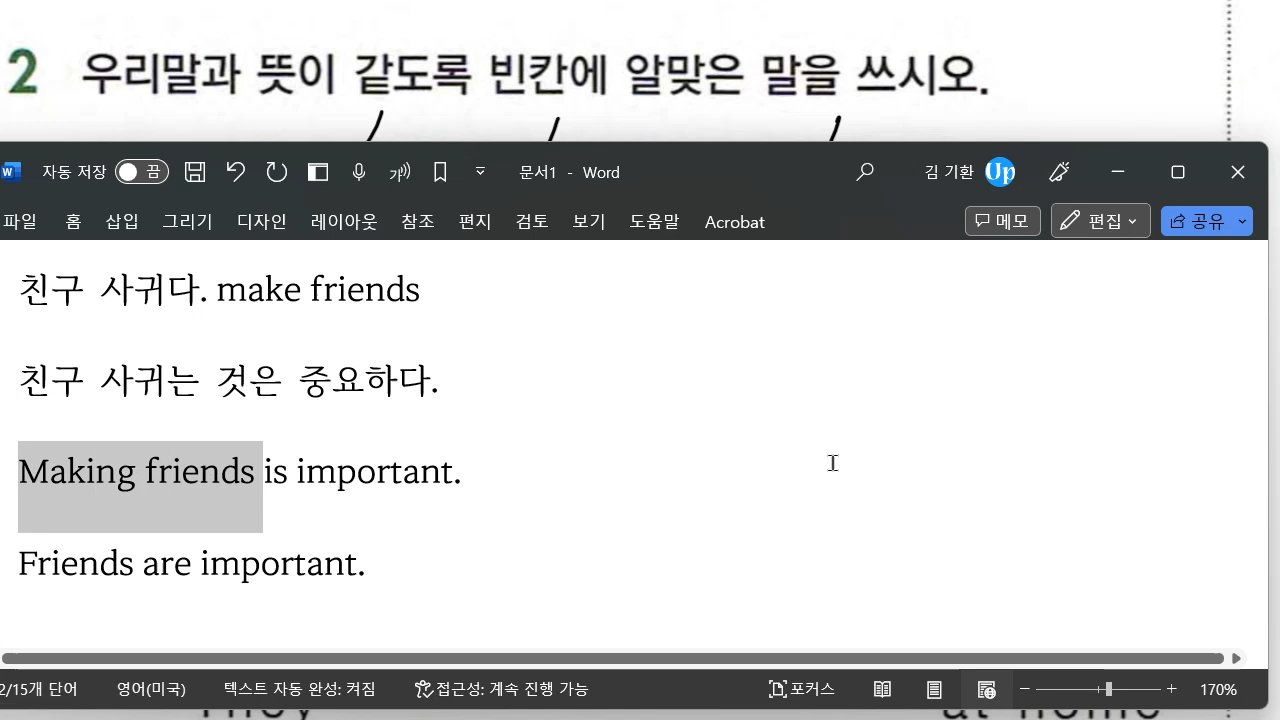 2 우리말과 뜻이 같도록 빈칸에 알맞은 말을 쓰시오.
자동 저장 끔 가 문서1 - Word 김 기환 Up
파일 홈 삽입 그리기 디자인 레이아웃 참조 편지 검토 보기 도움말 Acrobat 메모 편집 공유
친구 사귀다. make friends
친구 사귀는 것은 중요하다.
Making friends is important.
Friends are important.
2/15개 단어 영어(미국) 텍스트 자동 완성: 켜짐 접근성: 계속 진행 가능 포커스 170%
They at home